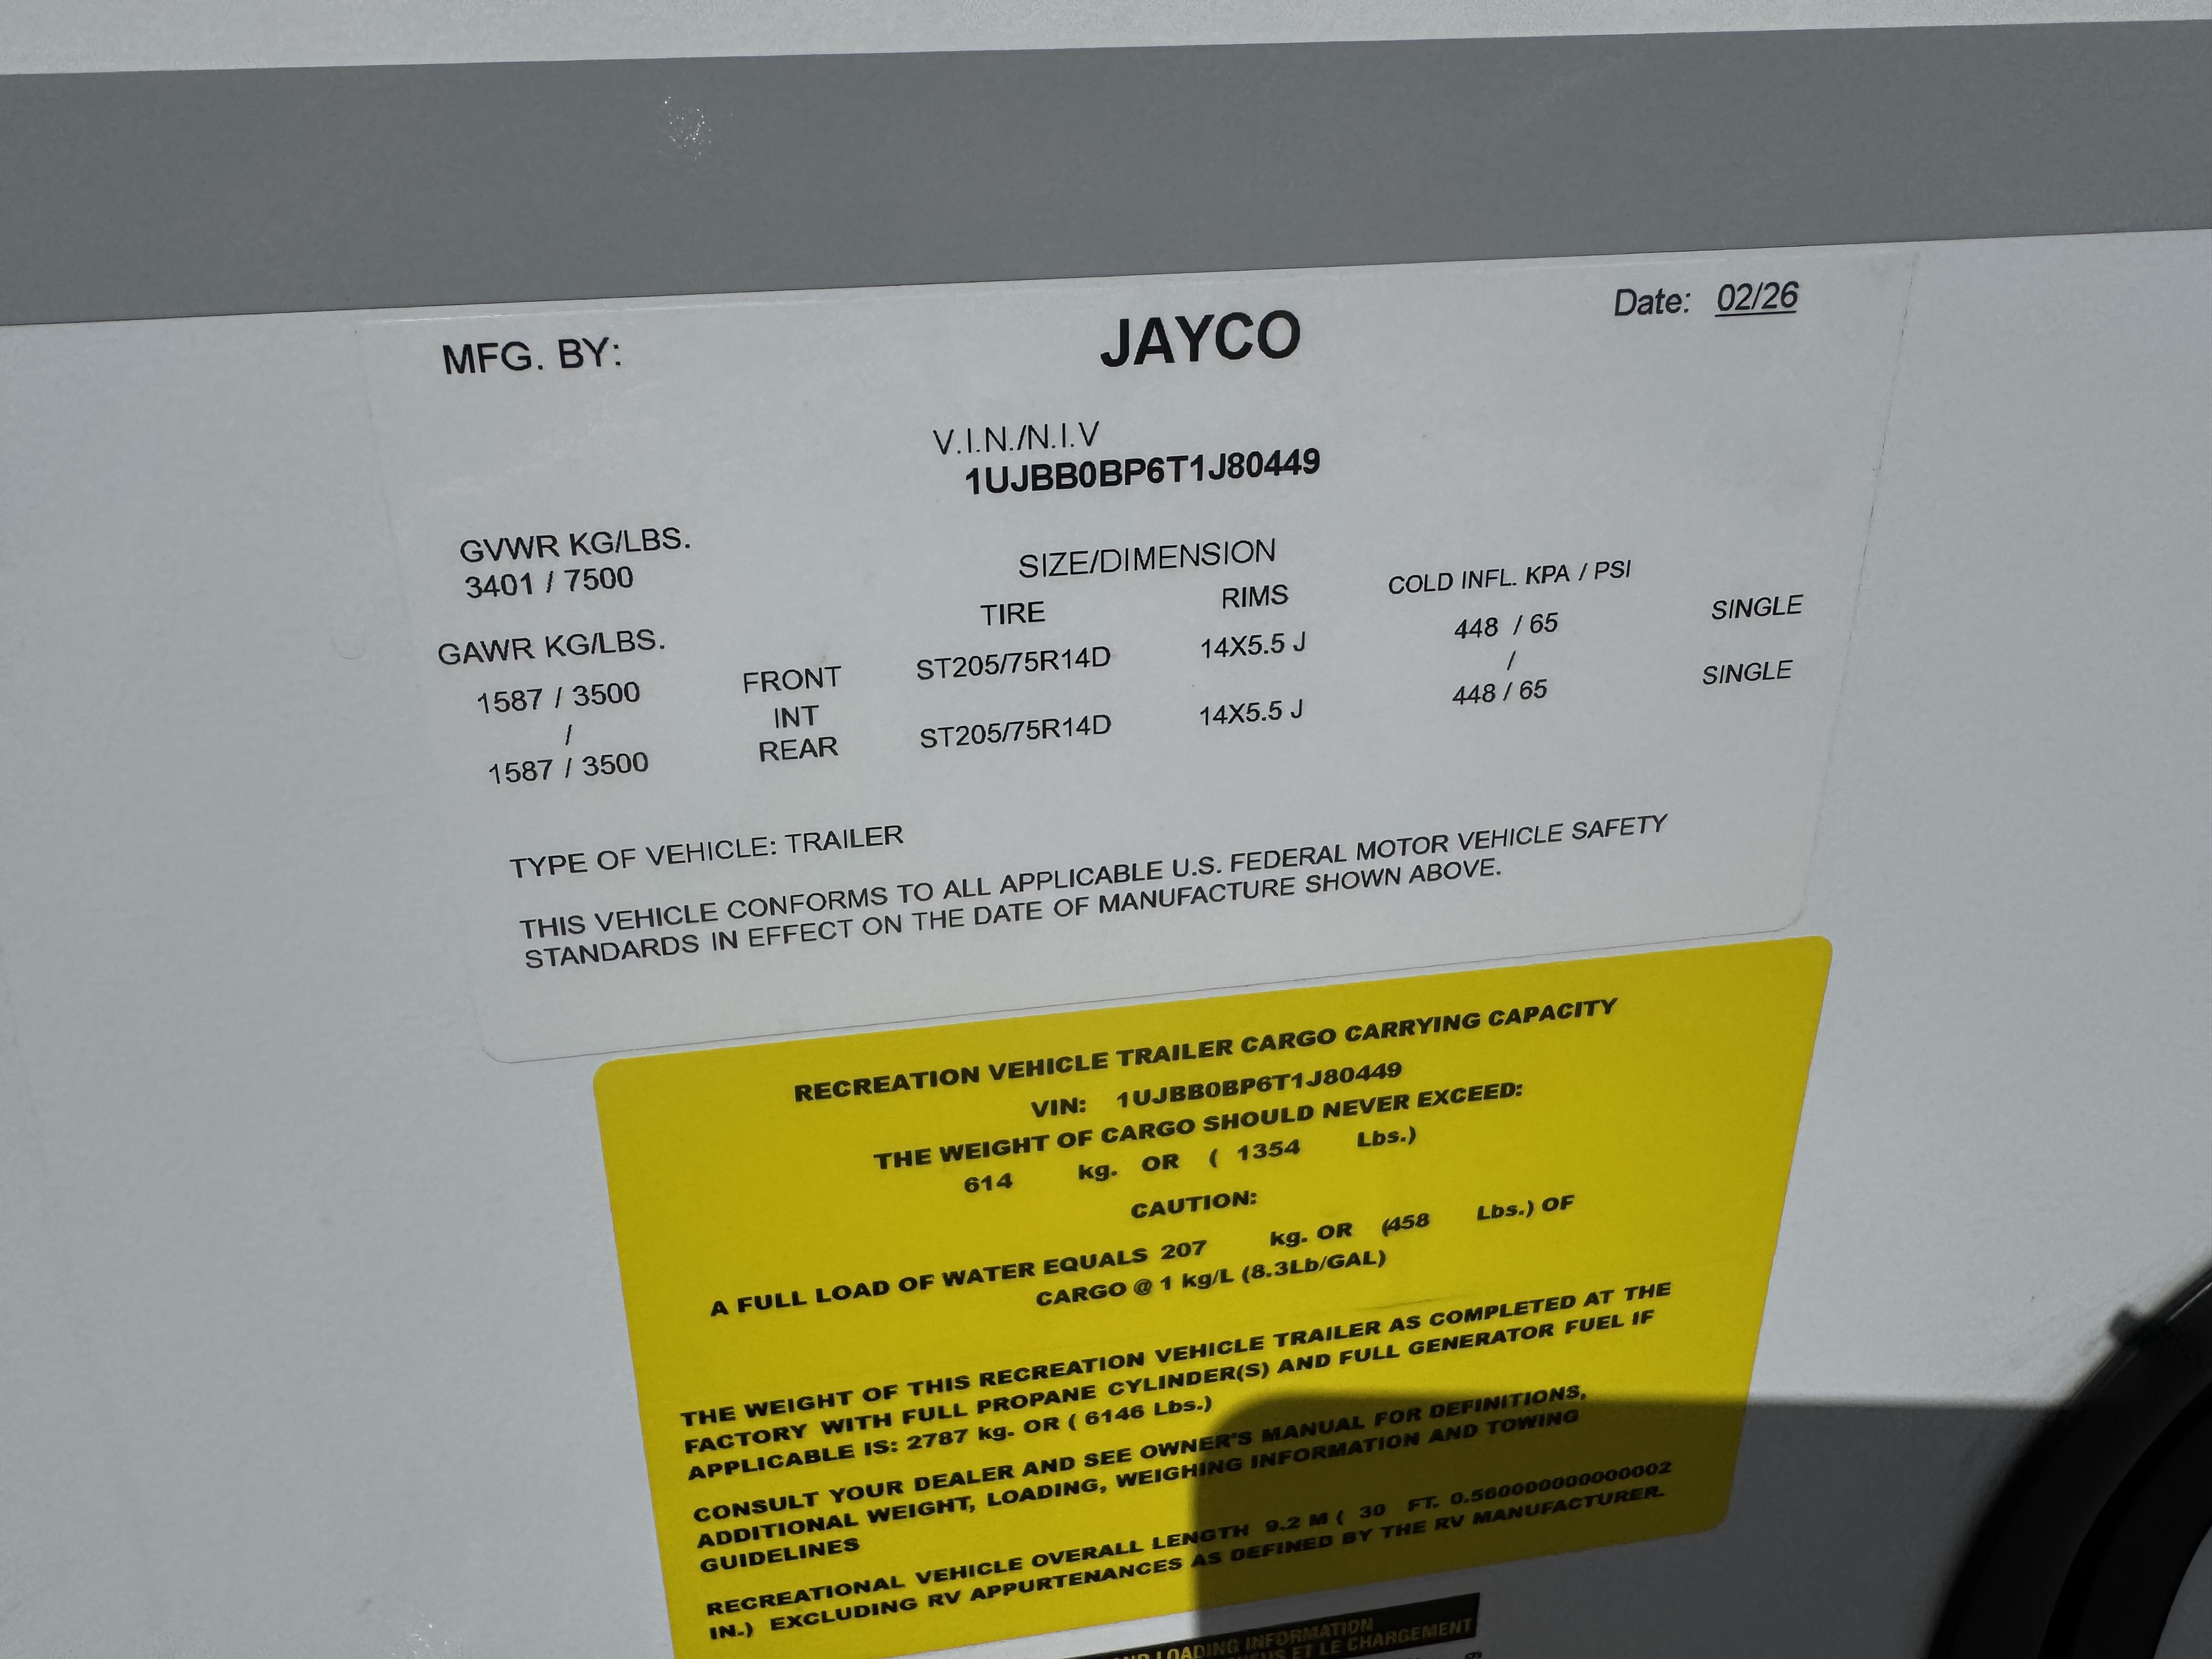 MFG. BY: JAYCO Date: 02/26
V.I.N./N.I.V
1UJBB0BP6T1J80449
GVWR KG/LBS. SIZE/DIMENSION
3401 / 7500 TIRE RIMS COLD INFL. KPA / PSI
GAWR KG/LBS.
1587 / 3500 FRONT ST205/75R14D 14X5.5 J 448 / 65 SINGLE
/ INT /
1587 / 3500 REAR ST205/75R14D 14X5.5 J 448 / 65 SINGLE
TYPE OF VEHICLE: TRAILER
THIS VEHICLE CONFORMS TO ALL APPLICABLE U.S. FEDERAL MOTOR VEHICLE SAFETY
STANDARDS IN EFFECT ON THE DATE OF MANUFACTURE SHOWN ABOVE.
RECREATION VEHICLE TRAILER CARGO CARRYING CAPACITY
VIN: 1UJBB0BP6T1J80449
THE WEIGHT OF CARGO SHOULD NEVER EXCEED:
614 kg. OR ( 1354 Lbs.)
CAUTION:
A FULL LOAD OF WATER EQUALS 207 kg. OR (458 Lbs.) OF
CARGO @ 1 kg/L (8.3Lb/GAL)
THE WEIGHT OF THIS RECREATION VEHICLE TRAILER AS COMPLETED AT THE
FACTORY WITH FULL PROPANE CYLINDER(S) AND FULL GENERATOR FUEL IF
APPLICABLE IS: 2787 kg. OR ( 6146 Lbs.)
CONSULT YOUR DEALER AND SEE OWNER'S MANUAL FOR DEFINITIONS,
ADDITIONAL WEIGHT, LOADING, WEIGHING INFORMATION AND TOWING
GUIDELINES
RECREATIONAL VEHICLE OVERALL LENGTH 9.2 M ( 30 FT. 0.560000000000002
IN.) EXCLUDING RV APPURTENANCES AS DEFINED BY THE RV MANUFACTURER.
LOADING INFORMATION
ET LE CHARGEMENT